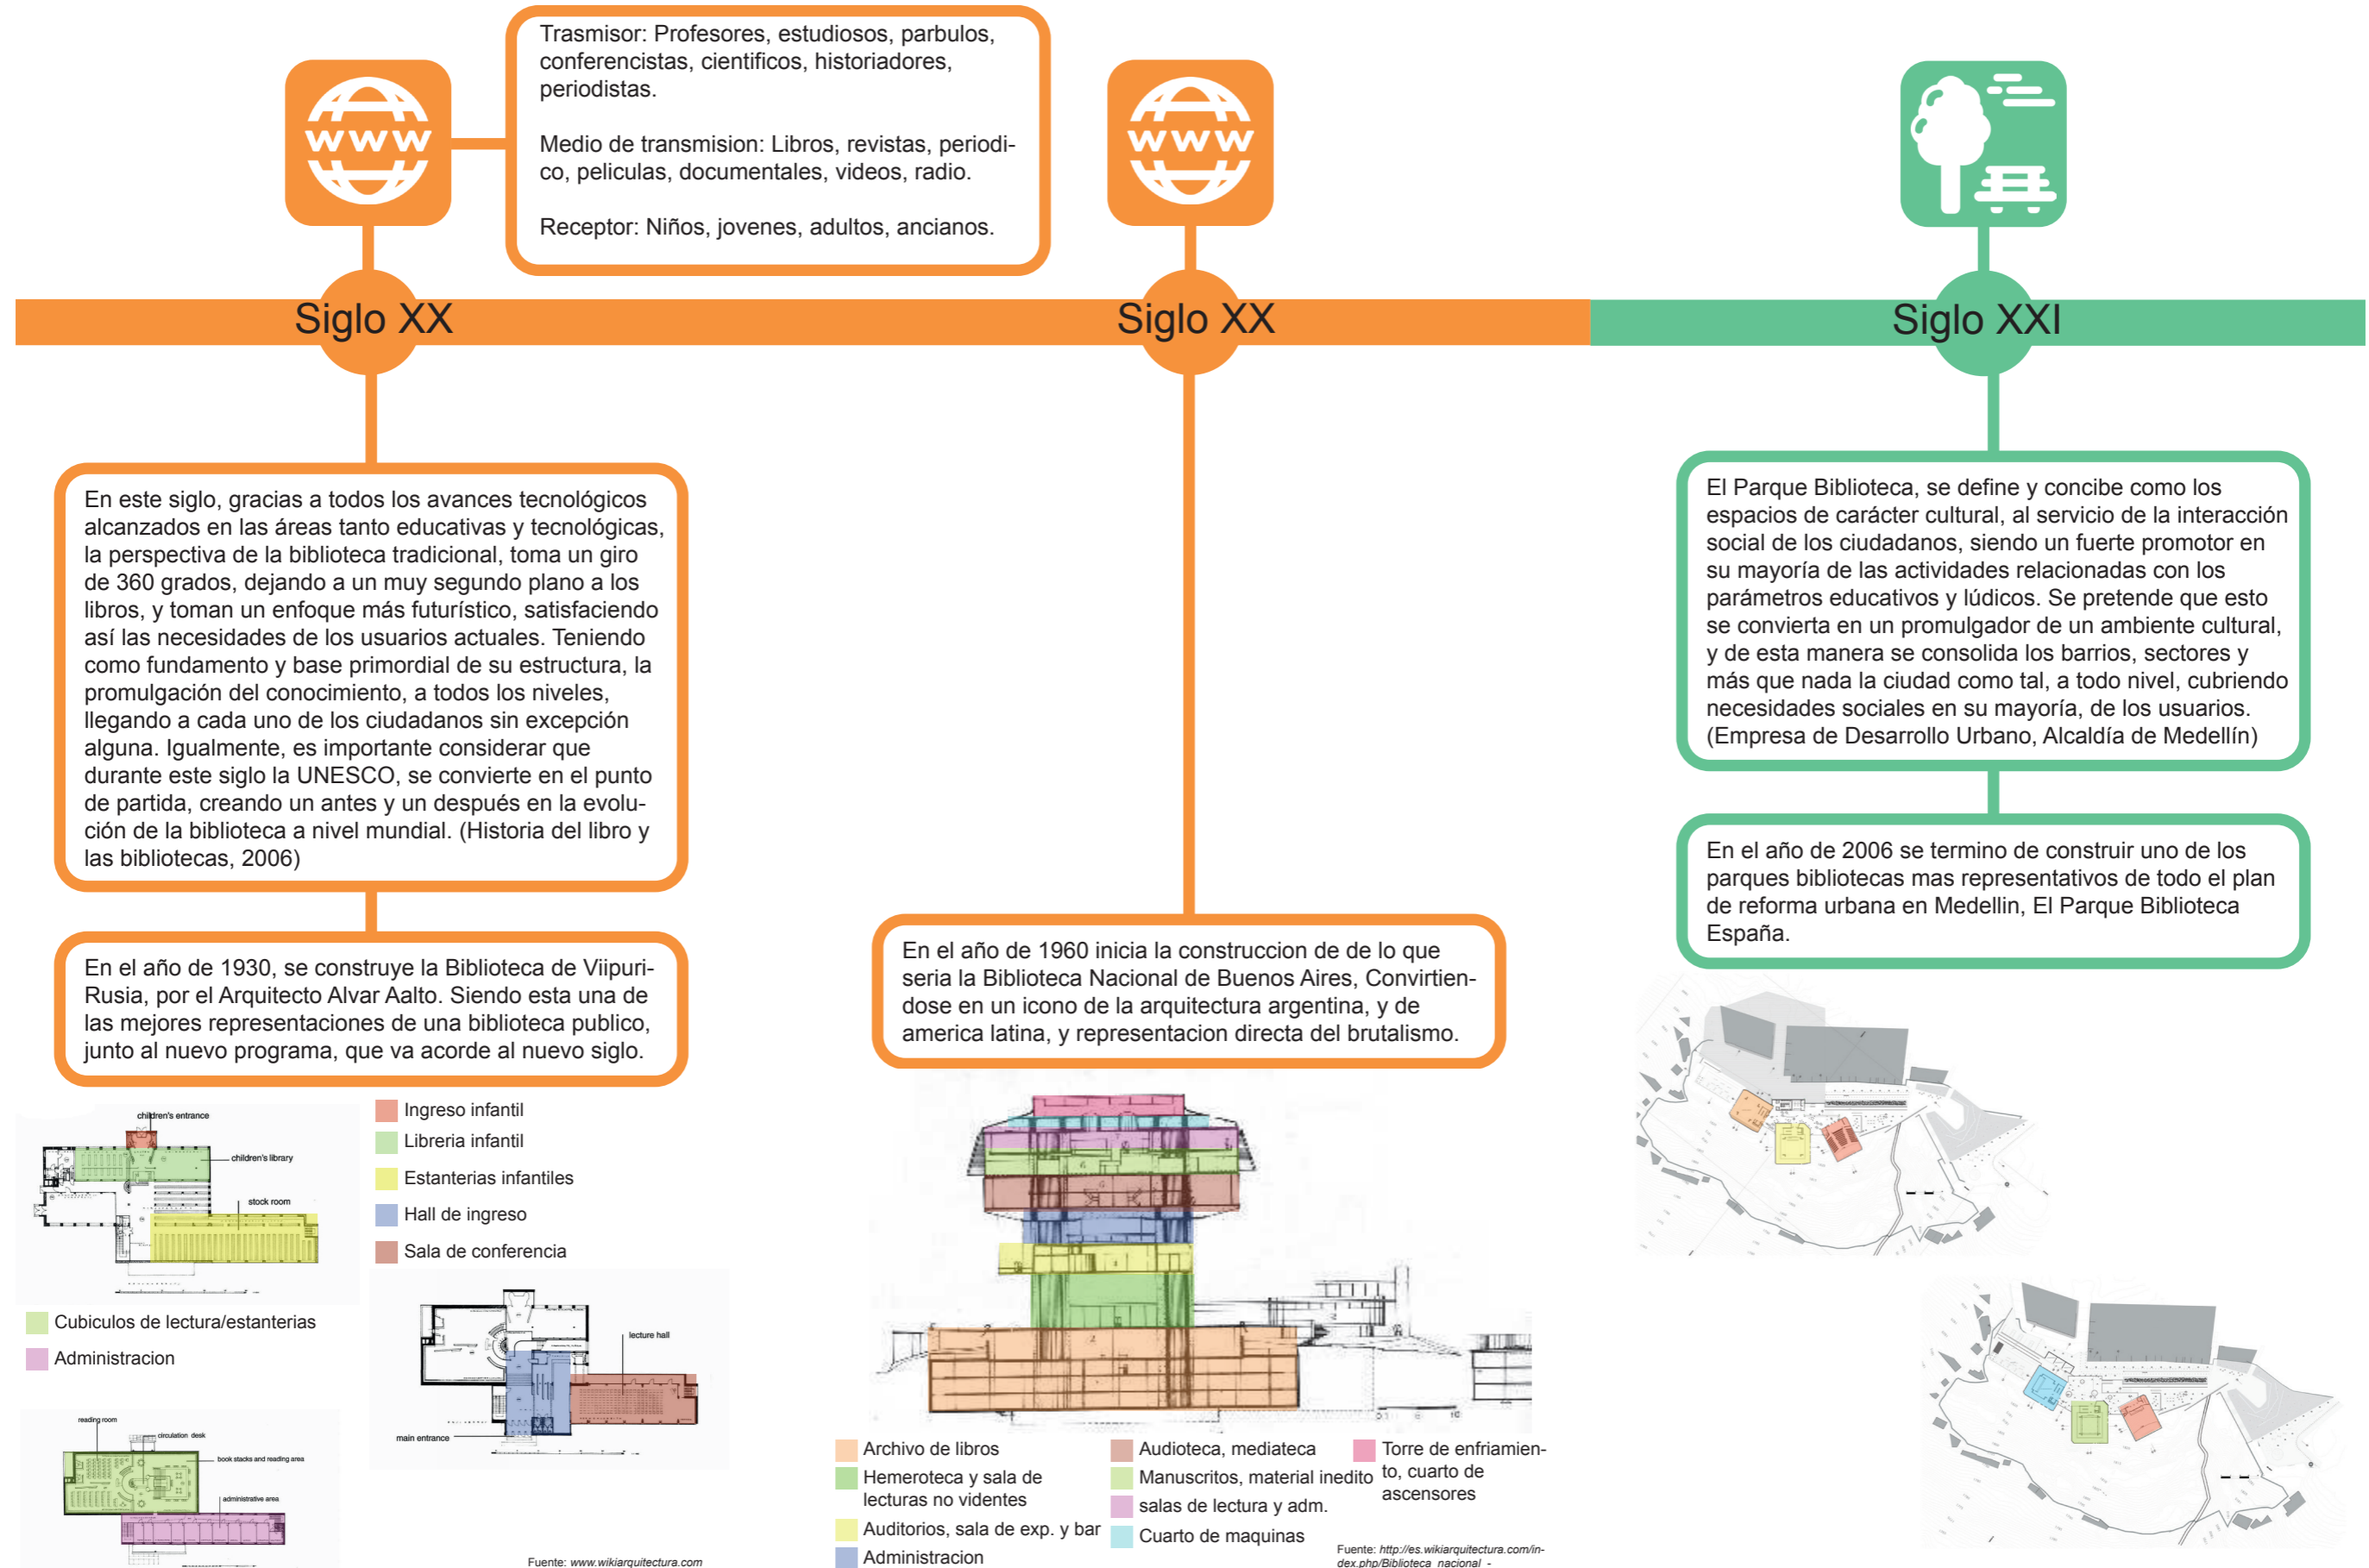 Trasmisor: Profesores, estudiosos, parbulos,
conferencistas, cientificos, historiadores,
periodistas.
Medio de transmision: Libros, revistas, periodi-
co, peliculas, documentales, videos, radio.
Receptor: Niños, jovenes, adultos, ancianos.
www
www
Siglo XX
Siglo XX
Siglo XXI
En este siglo, gracias a todos los avances tecnológicos
alcanzados en las áreas tanto educativas y tecnológicas,
la perspectiva de la biblioteca tradicional, toma un giro
de 360 grados, dejando a un muy segundo plano a los
libros, y toman un enfoque más futurístico, satisfaciendo
así las necesidades de los usuarios actuales. Teniendo
como fundamento y base primordial de su estructura, la
promulgación del conocimiento, a todos los niveles,
llegando a cada uno de los ciudadanos sin excepción
alguna. Igualmente, es importante considerar que
durante este siglo la UNESCO, se convierte en el punto
de partida, creando un antes y un después en la evolu-
ción de la biblioteca a nivel mundial. (Historia del libro y
las bibliotecas, 2006)
En el año de 1930, se construye la Biblioteca de Viipuri-
Rusia, por el Arquitecto Alvar Aalto. Siendo esta una de
las mejores representaciones de una biblioteca publico,
junto al nuevo programa, que va acorde al nuevo siglo.
children's entrance
children's library
stock room
Ingreso infantil
Libreria infantil
Estanterias infantiles
Hall de ingreso
Sala de conferencia
Cubiculos de lectura/estanterias
Administracion
lecture hall
main entrance
reading room
circulation desk
book stacks and reading area
administrative area
Fuente: www.wikiarquitectura.com
En el año de 1960 inicia la construccion de de lo que
seria la Biblioteca Nacional de Buenos Aires, Convirtien-
dose en un icono de la arquitectura argentina, y de
america latina, y representacion directa del brutalismo.
Archivo de libros
Hemeroteca y sala de
lecturas no videntes
Auditorios, sala de exp. y bar
Administracion
Audioteca, mediateca
Manuscritos, material inedito
salas de lectura y adm.
Cuarto de maquinas
Torre de enfriamien-
to, cuarto de
ascensores
Fuente: http://es.wikiarquitectura.com/in-
dex.php/Biblioteca_nacional_-
El Parque Biblioteca, se define y concibe como los
espacios de carácter cultural, al servicio de la interacción
social de los ciudadanos, siendo un fuerte promotor en
su mayoría de las actividades relacionadas con los
parámetros educativos y lúdicos. Se pretende que esto
se convierta en un promulgador de un ambiente cultural,
y de esta manera se consolida los barrios, sectores y
más que nada la ciudad como tal, a todo nivel, cubriendo
necesidades sociales en su mayoría, de los usuarios.
(Empresa de Desarrollo Urbano, Alcaldía de Medellín)
En el año de 2006 se termino de construir uno de los
parques bibliotecas mas representativos de todo el plan
de reforma urbana en Medellin, El Parque Biblioteca
España.